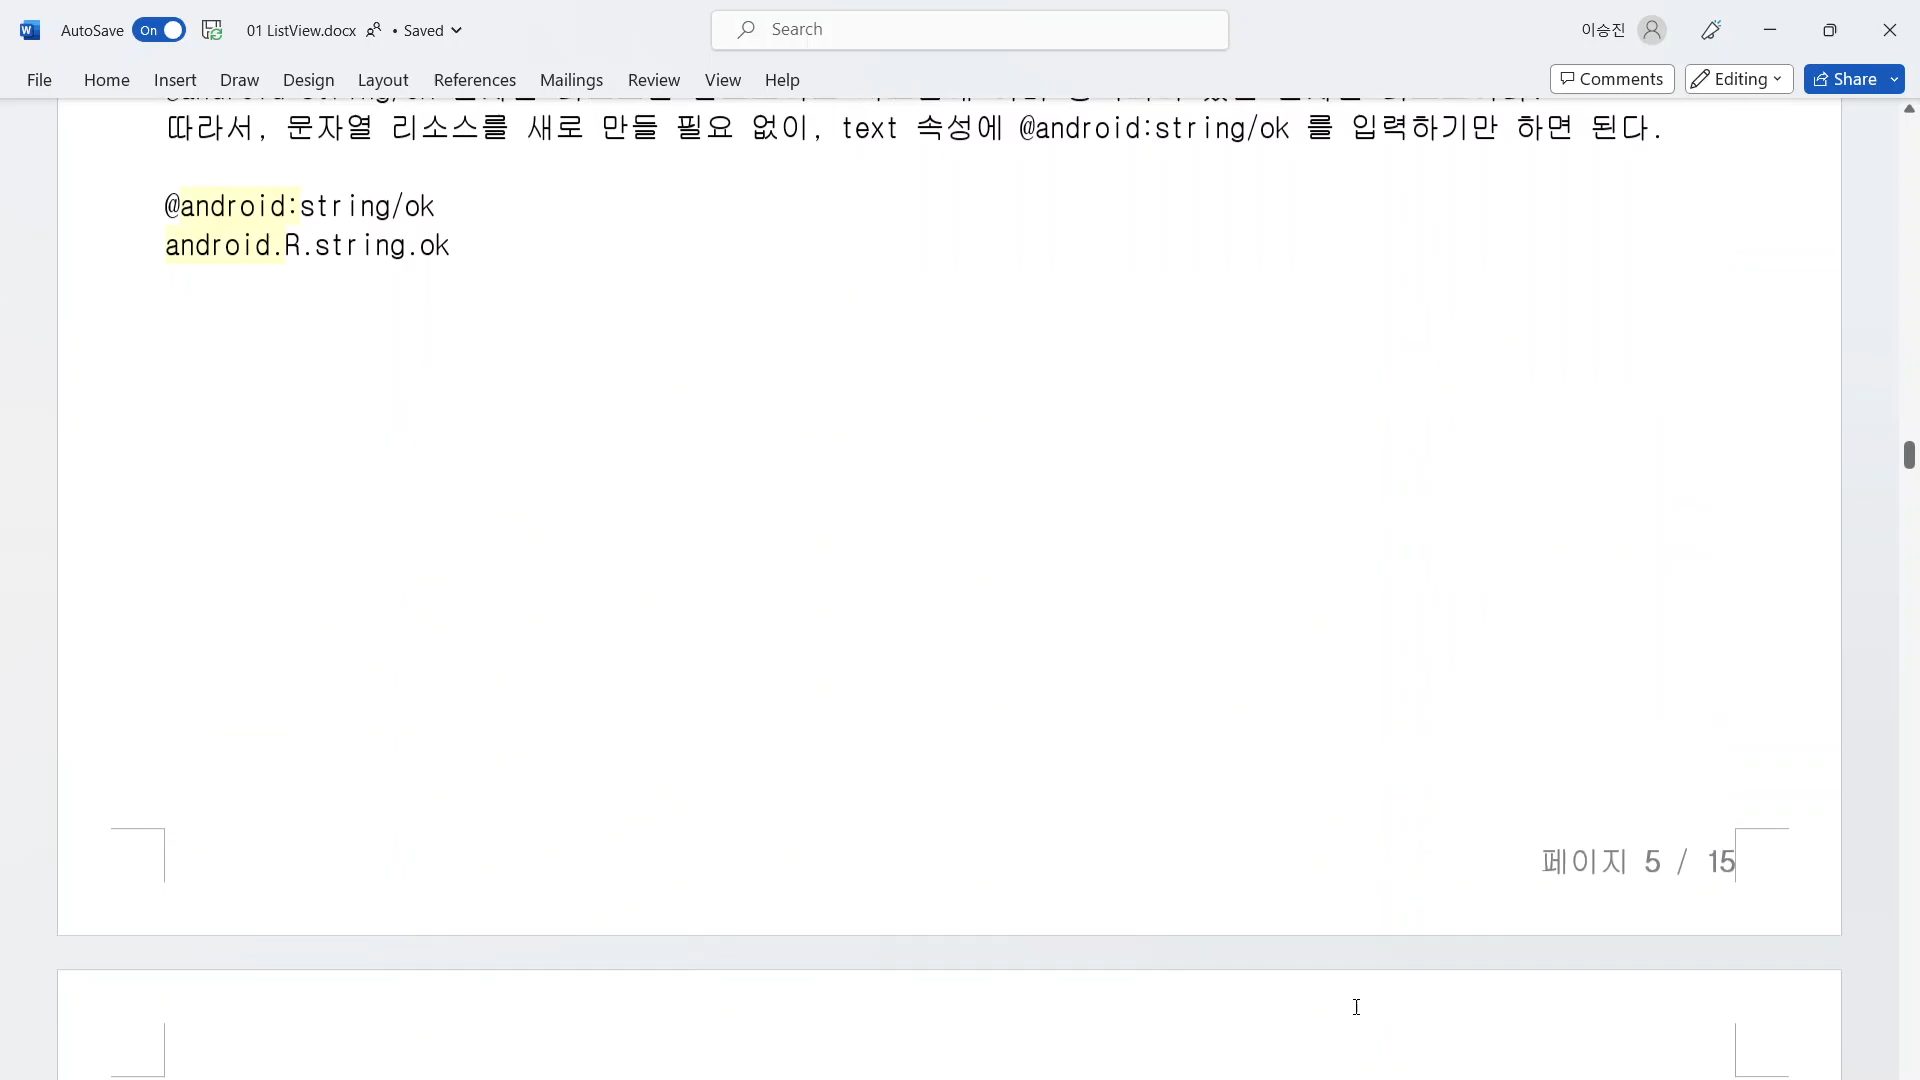 AutoSave On 01 ListView.docx • Saved Search 이승진
File Home Insert Draw Design Layout References Mailings Review View Help Comments Editing Share
따라서, 문자열 리소스를 새로 만들 필요 없이, text 속성에 @android:string/ok 를 입력하기만 하면 된다.
@android:string/ok
android.R.string.ok
페이지 5 / 15